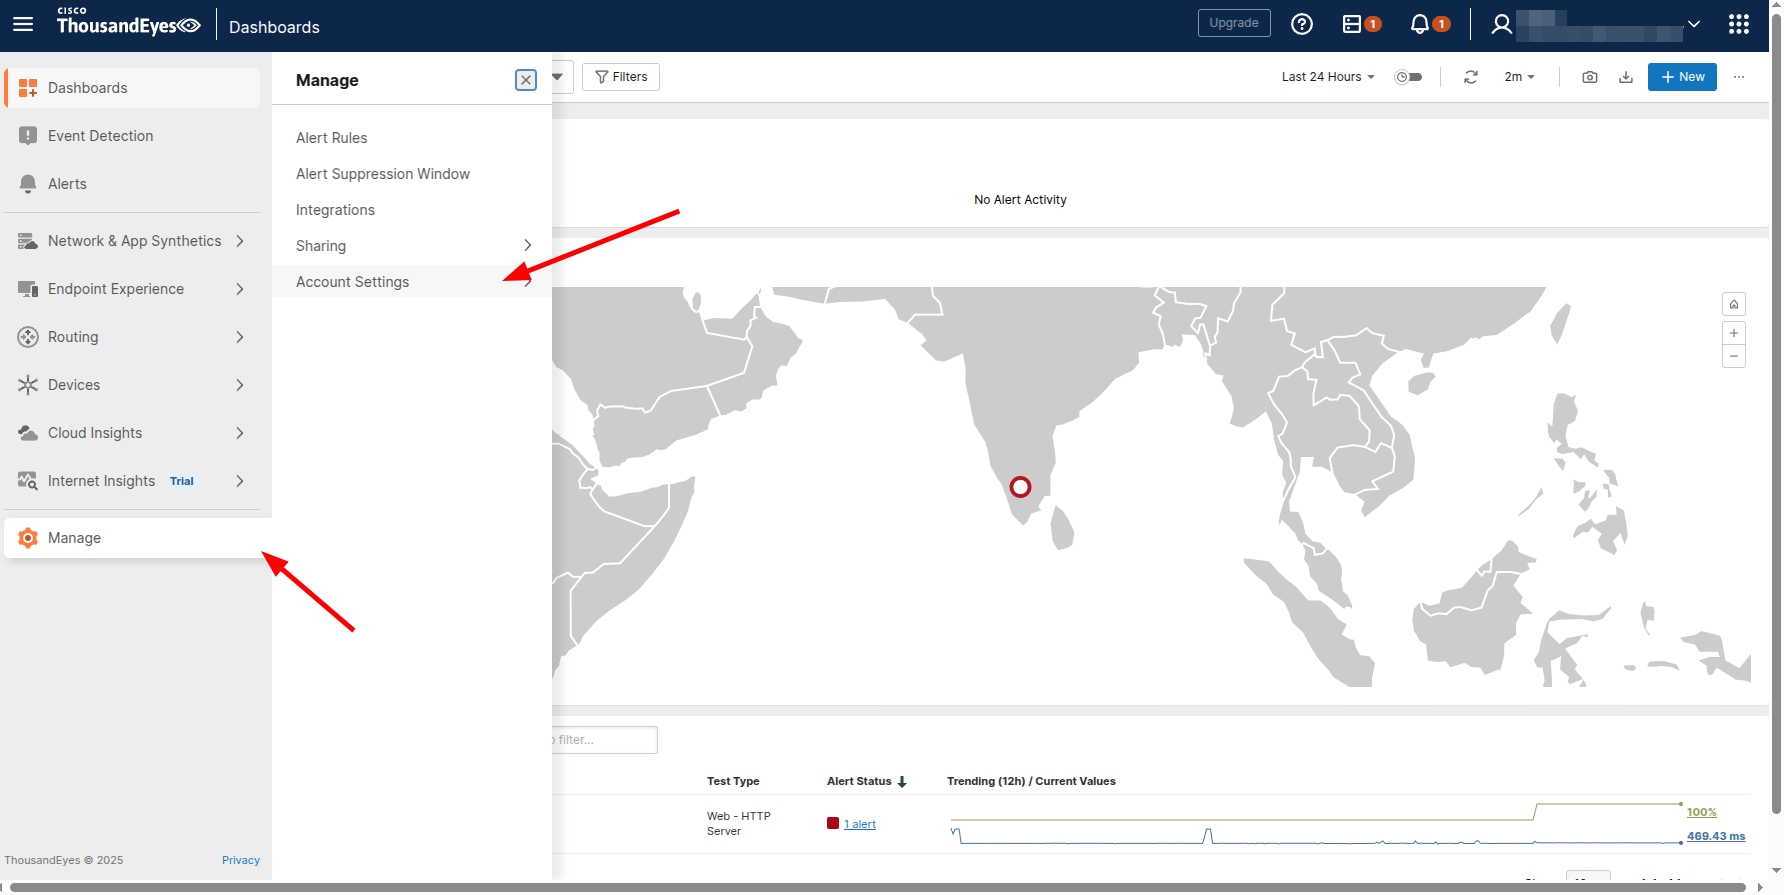 CISCO
ThousandEyes
Dashboards
Upgrade
1
1
Dashboards
Event Detection
Alerts
Network & App Synthetics
Endpoint Experience
Routing
Devices
Cloud Insights
Internet Insights Trial
Manage
ThousandEyes © 2025 Privacy
Manage
Alert Rules
Alert Suppression Window
Integrations
Sharing
Account Settings
Filters
Last 24 Hours
2m
+ New
No Alert Activity
filter...
Test Type Alert Status Trending (12h) / Current Values
Web - HTTP
Server
1 alert
100%
469.43 ms